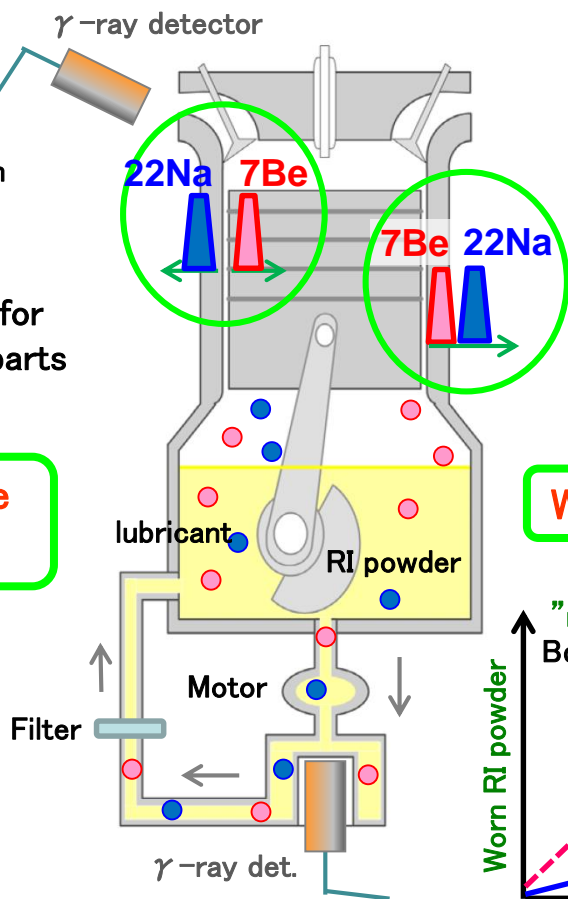 γ-ray detector
22Na 7Be
for
parts
7Be 22Na
lubricant
RI powder
Motor
Filter
γ-ray det.
Worn RI powder